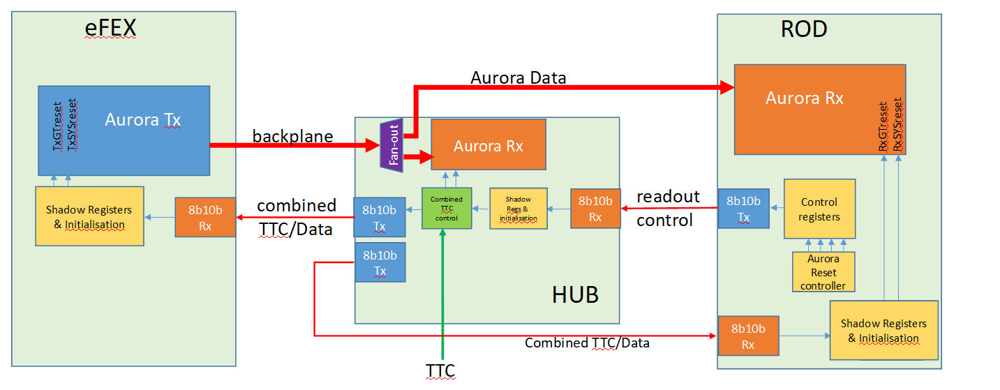 eFEX
ROD
Aurora Data
TxGTreset
TxSYSreset
Aurora Tx
backplane
Fan-out
Aurora Rx
Aurora Rx
RxGTreset
RxSYSreset
Shadow Registers
& Initialisation
8b10b
Rx
combined
TTC/Data
8b10b
Tx
Combined
TTC
control
Shadow
Regs &
initialisation
8b10b
Rx
readout
control
8b10b
Tx
Control
registers
8b10b
Tx
Aurora
Reset
controller
HUB
Combined TTC/Data
8b10b
Rx
Shadow Registers
& Initialisation
TTC